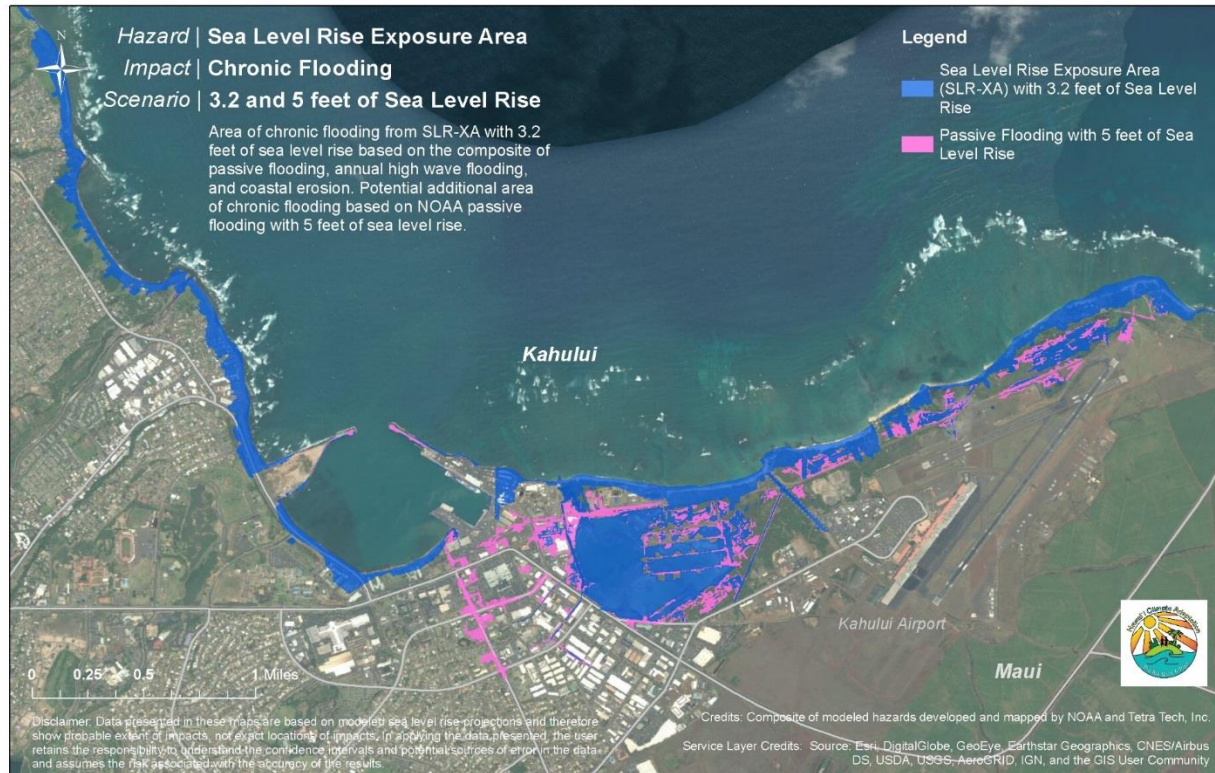 N
Hazard | Sea Level Rise Exposure Area
Impact | Chronic Flooding
Scenario | 3.2 and 5 feet of Sea Level Rise
Area of chronic flooding from SLR-XA with 3.2
feet of sea level rise based on the composite of
passive flooding, annual high wave flooding,
and coastal erosion. Potential additional area
of chronic flooding based on NOAA passive
flooding with 5 feet of sea level rise.
Legend
Sea Level Rise Exposure Area
(SLR-XA) with 3.2 feet of Sea Level
Rise
Passive Flooding with 5 feet of Sea
Level Rise
Kahului
Kahului Airport
Maui
0 0.25 0.5 1 Miles
Disclaimer: Data presented in these maps are based on modeled sea level rise projections and therefore
show probable extent of impacts, not exact locations of impacts. In applying the data presented, the user
retains the responsibility to understand the confidence intervals and potential sources of error in the data
and assumes the risk associated with the accuracy of the results.
Credits: Composite of modeled hazards developed and mapped by NOAA and Tetra Tech, Inc.
Service Layer Credits: Source: Esri, DigitalGlobe, GeoEye, Earthstar Geographics, CNES/Airbus
DS, USDA, USGS, AeroGRID, IGN, and the GIS User Community